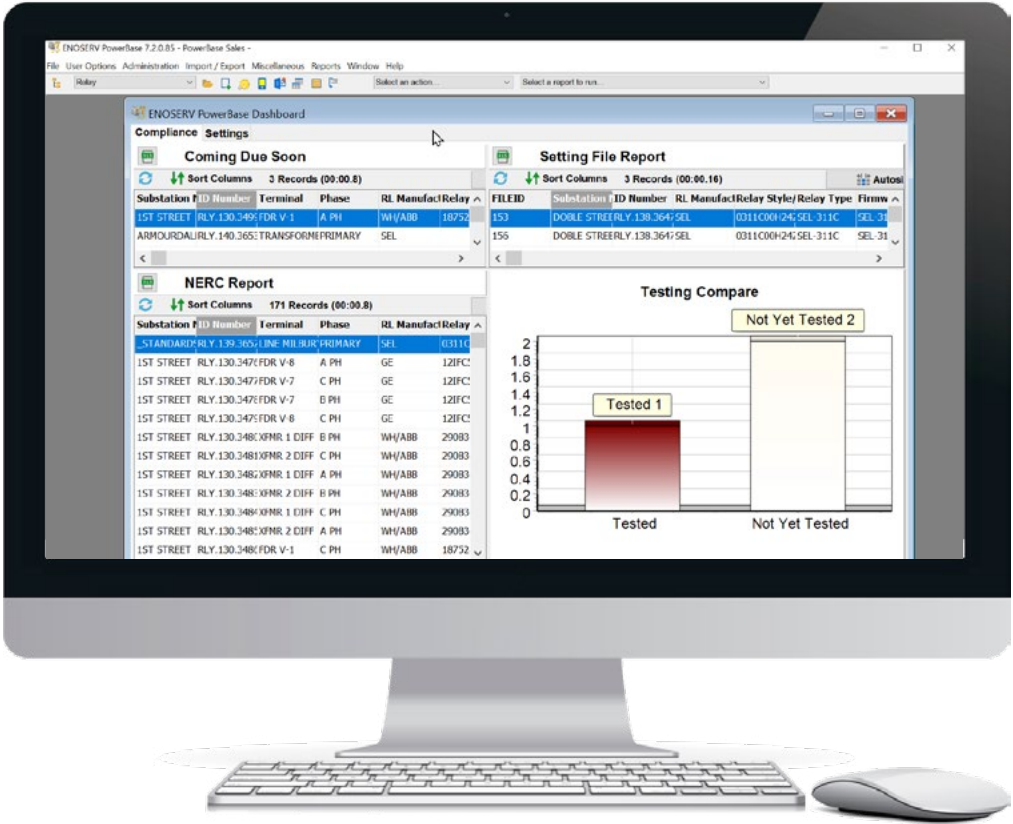 ENOSERV PowerBase 7.2.0.85 - PowerBase Sales -
File User Options Administration Import / Export Miscellaneous Reports Window Help
Relay Select an action... Select a report to run...
ENOSERV PowerBase Dashboard
Compliance Settings
Coming Due Soon
Sort Columns 3 Records (00:00.8)
Substation ID Number Terminal Phase RL Manufact Relay
1ST STREET RLY.130.349 FDR V-1 A PH WH/ABB 18752
RLY.140.365 TRANSFORME PRIMARY SEL
Setting File Report
Sort Columns 3 Records (00:00.16) Autosi
FILEID Substation ID Number RL Manufact Relay Style/ Relay Type Firmw
153 DOBLE STREE RLY.138.364 SEL 0311C00H24 SEL-311C SEL-31
156 DOBLE STREE RLY.138.364 SEL 0311C00H24 SEL-311C SEL-31
NERC Report
Sort Columns 171 Records (00:00.8)
Substation ID Number Terminal Phase RL Manufact Relay
_STANDARD RLY.139.365 LINE MILBUR PRIMARY SEL 0311C
1ST STREET RLY.130.347 FDR V-8 A PH GE 12IFC
1ST STREET RLY.130.347 FDR V-7 C PH GE 12IFC
1ST STREET RLY.130.347 FDR V-7 B PH GE 12IFC
1ST STREET RLY.130.347 FDR V-8 C PH GE 12IFC
1ST STREET RLY.130.348 XFMR 1 DIFF B PH WH/ABB 29083
1ST STREET RLY.130.348 XFMR 2 DIFF C PH WH/ABB 29083
1ST STREET RLY.130.348 XFMR 1 DIFF A PH WH/ABB 29083
1ST STREET RLY.130.348 XFMR 2 DIFF B PH WH/ABB 29083
1ST STREET RLY.130.348 XFMR 1 DIFF C PH WH/ABB 29083
1ST STREET RLY.130.348 XFMR 2 DIFF A PH WH/ABB 29083
1ST STREET RLY.130.348 FDR V-1 C PH WH/ABB 18752
Testing Compare
Not Yet Tested 2
Tested 1
2
1.8
1.6
1.4
1.2
1
0.8
0.6
0.4
0.2
0
Tested Not Yet Tested